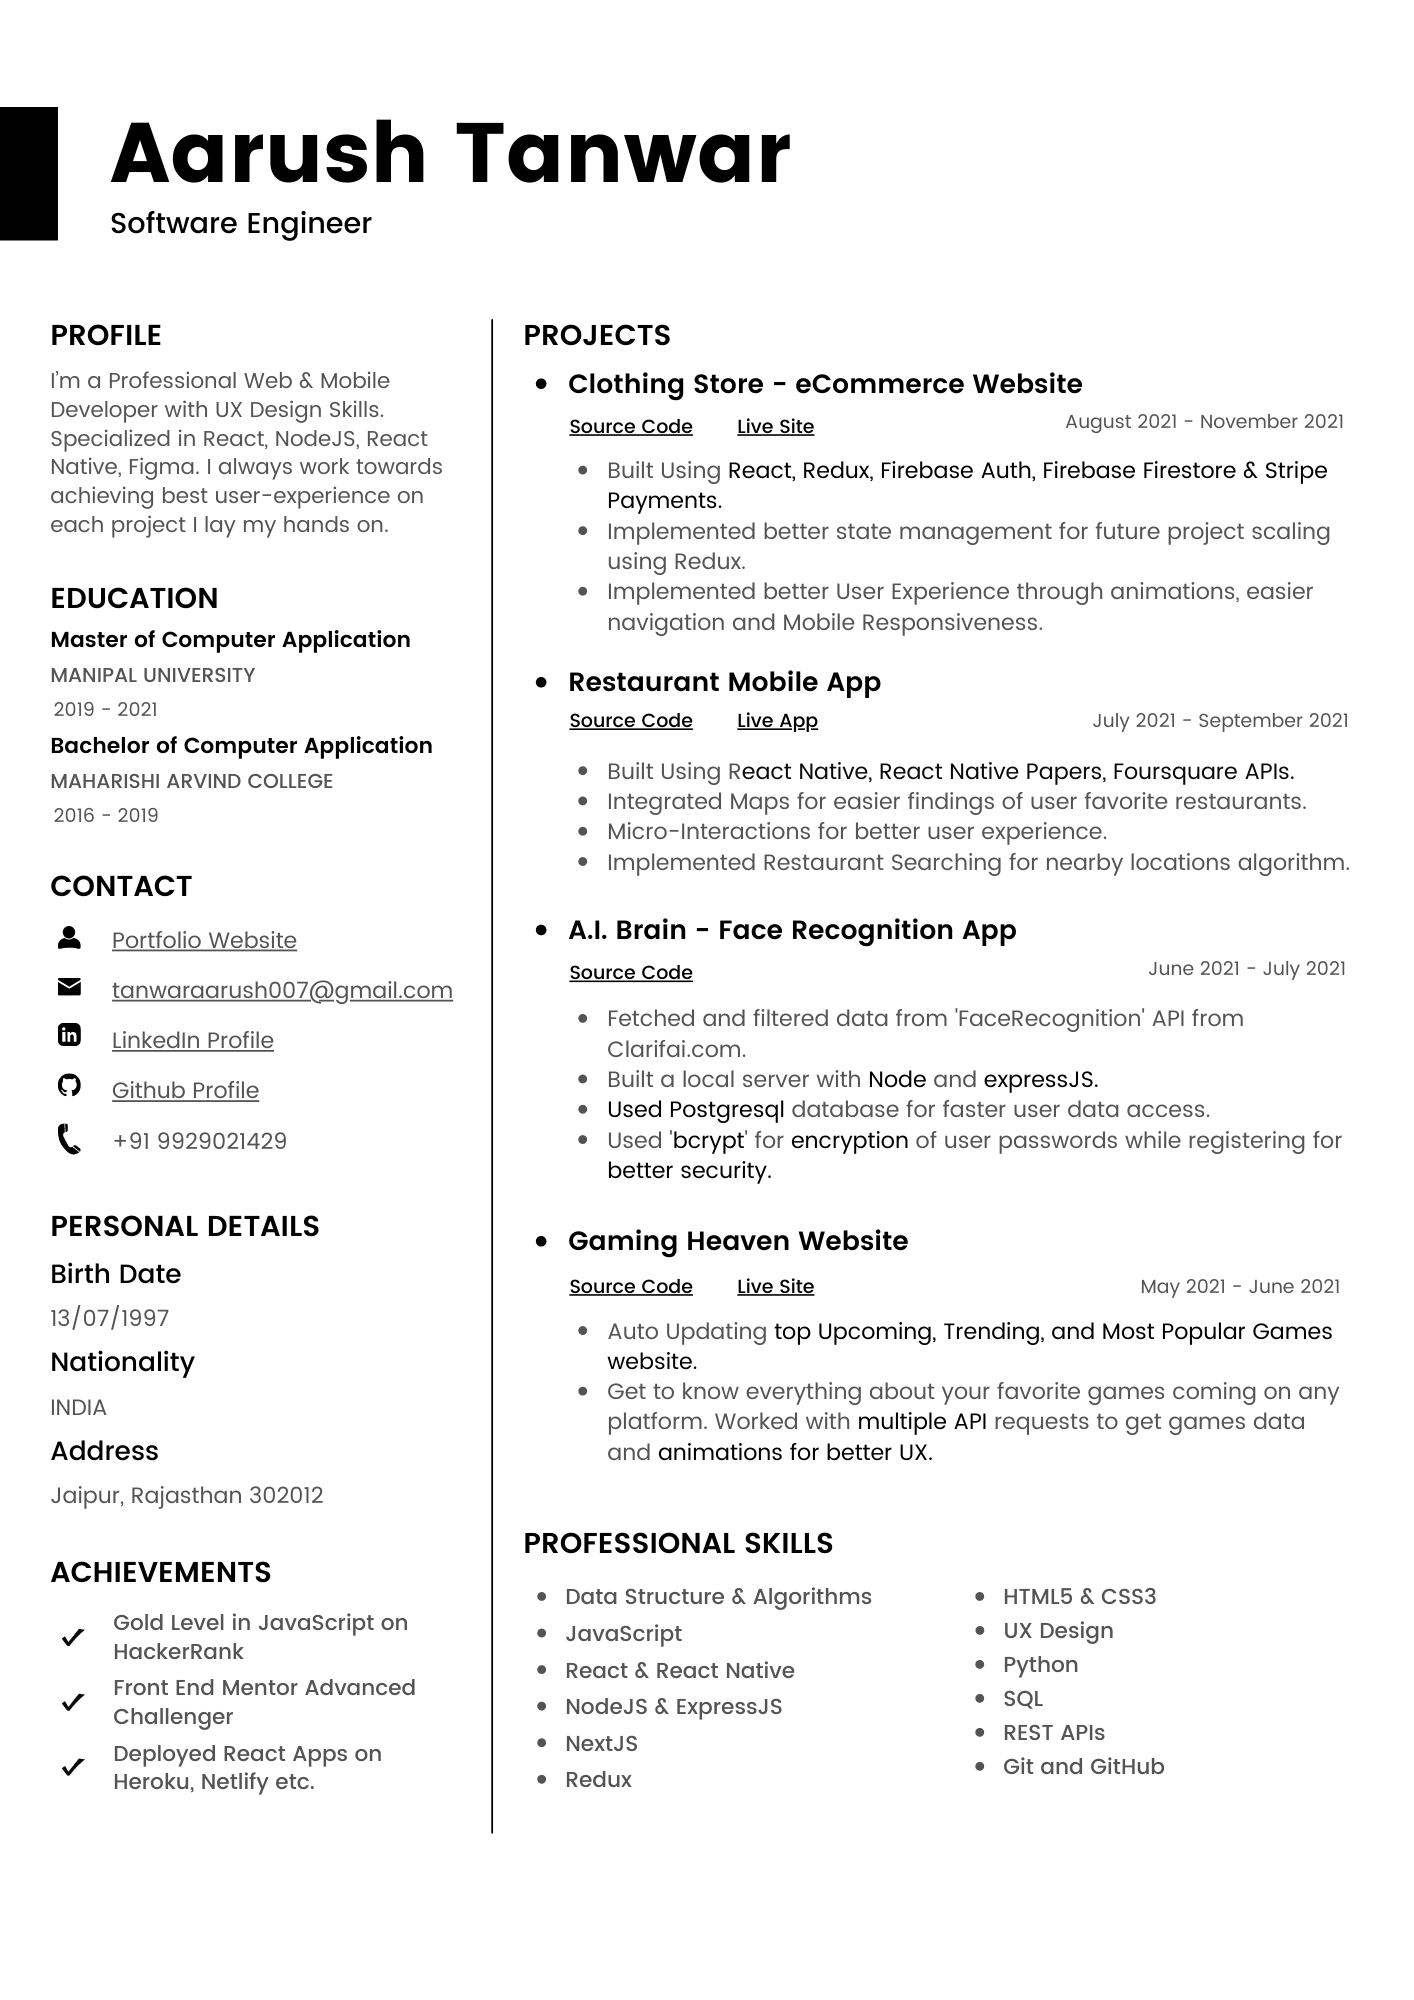 Aarush Tanwar
Software Engineer
PROFILE
I'm a Professional Web & Mobile
Developer with UX Design Skills.
Specialized in React, NodeJS, React
Native, Figma. I always work towards
achieving best user-experience on
each project I lay my hands on.
EDUCATION
Master of Computer Application
MANIPAL UNIVERSITY
2019 - 2021
Bachelor of Computer Application
MAHARISHI ARVIND COLLEGE
2016 - 2019
CONTACT
Portfolio Website
tanwaraarush007@gmail.com
LinkedIn Profile
Github Profile
+91 9929021429
PERSONAL DETAILS
Birth Date
13/07/1997
Nationality
INDIA
Address
Jaipur, Rajasthan 302012
ACHIEVEMENTS
Gold Level in JavaScript on
HackerRank
Front End Mentor Advanced
Challenger
Deployed React Apps on
Heroku, Netlify etc.
PROJECTS
Clothing Store - eCommerce Website
Source Code Live Site August 2021 - November 2021
Built Using React, Redux, Firebase Auth, Firebase Firestore & Stripe
Payments.
Implemented better state management for future project scaling
using Redux.
Implemented better User Experience through animations, easier
navigation and Mobile Responsiveness.
Restaurant Mobile App
Source Code Live App July 2021 - September 2021
Built Using React Native, React Native Papers, Foursquare APIs.
Integrated Maps for easier findings of user favorite restaurants.
Micro-Interactions for better user experience.
Implemented Restaurant Searching for nearby locations algorithm.
A.I. Brain - Face Recognition App
Source Code June 2021 - July 2021
Fetched and filtered data from 'FaceRecognition' API from
Clarifai.com.
Built a local server with Node and expressJS.
Used Postgresql database for faster user data access.
Used 'bcrypt' for encryption of user passwords while registering for
better security.
Gaming Heaven Website
Source Code Live Site May 2021 - June 2021
Auto Updating top Upcoming, Trending, and Most Popular Games
website.
Get to know everything about your favorite games coming on any
platform. Worked with multiple API requests to get games data
and animations for better UX.
PROFESSIONAL SKILLS
Data Structure & Algorithms
JavaScript
React & React Native
NodeJS & ExpressJS
NextJS
Redux
HTML5 & CSS3
UX Design
Python
SQL
REST APIs
Git and GitHub